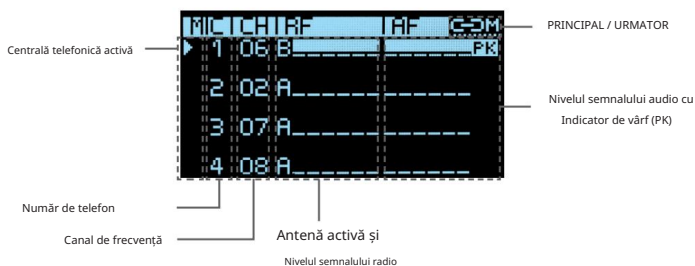 MIC CH RF AF M
PRINCIPAL / URMATOR
Centrală telefonică activă
1 06 B PK
2 02 A
Nivelul semnalului audio cu
Indicator de vârf (PK)
3 07 A
4 08 A
Număr de telefon
Canal de frecvență
Antenă activă și
Nivelul semnalului radio